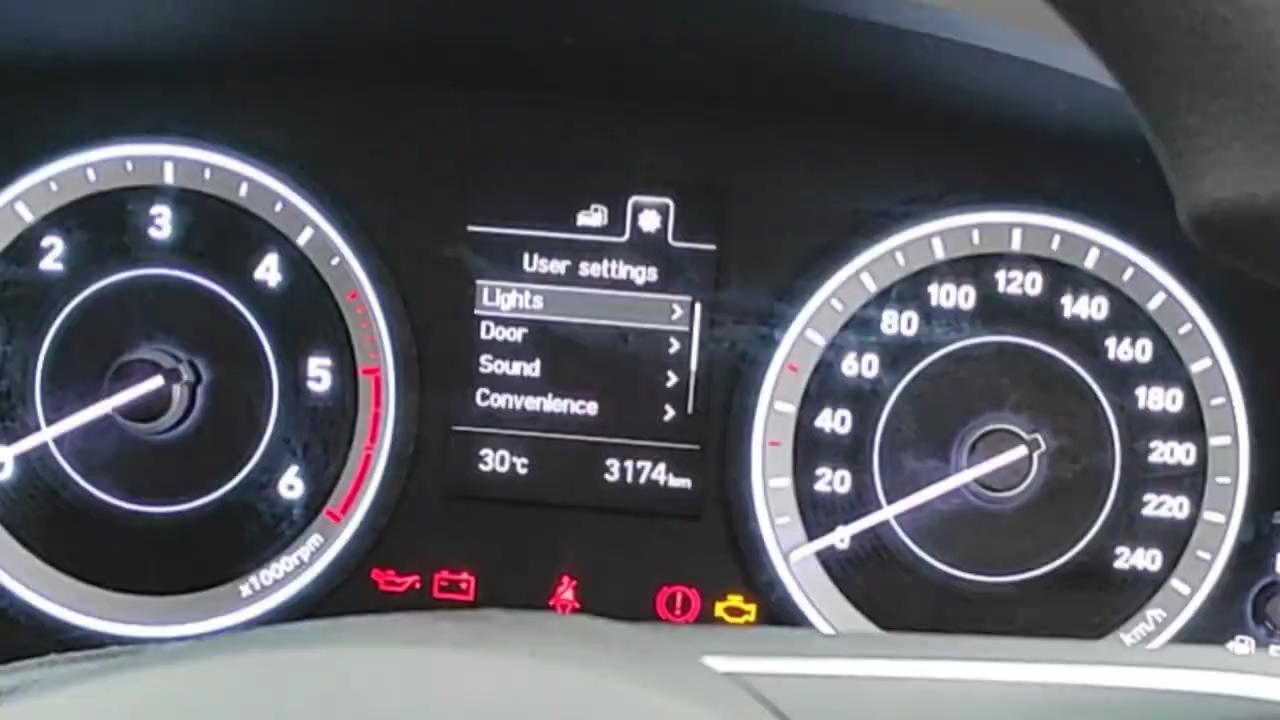 User settings
Lights
Door
Sound
Convenience
30℃
3174km
2
3
4
5
6
x1000rpm
0
20
40
60
80
100
120
140
160
180
200
220
240
km/h